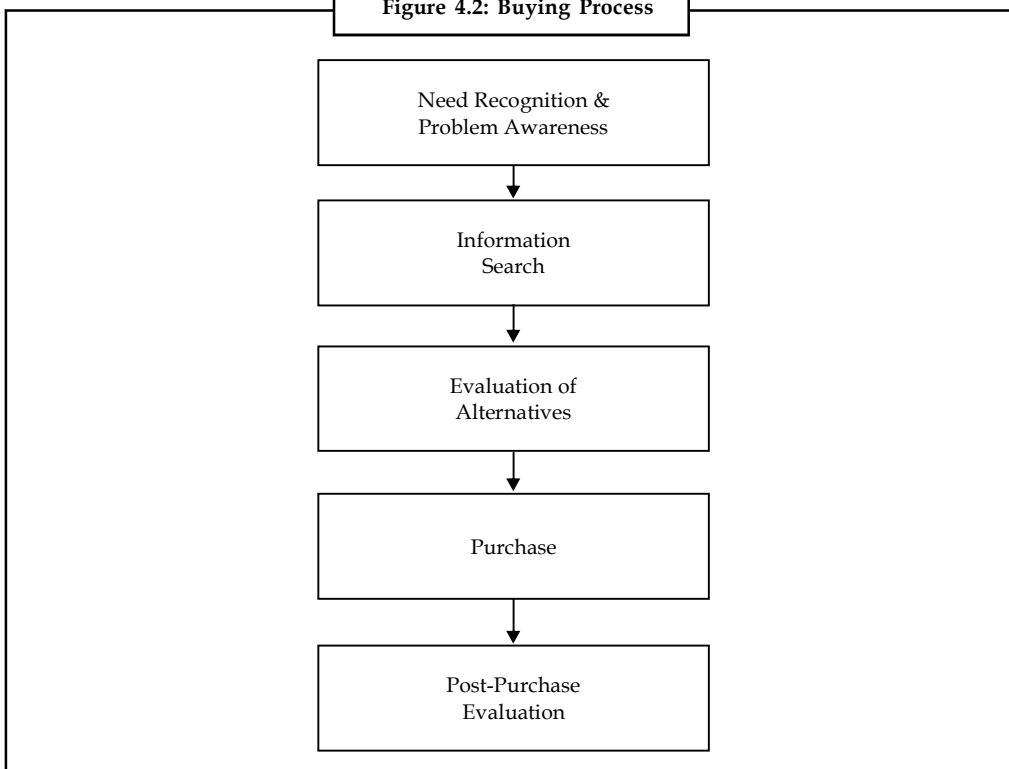 Figure 4.2: Buying Process
Need Recognition &
Problem Awareness
Information
Search
Evaluation of
Alternatives
Purchase
Post-Purchase
Evaluation